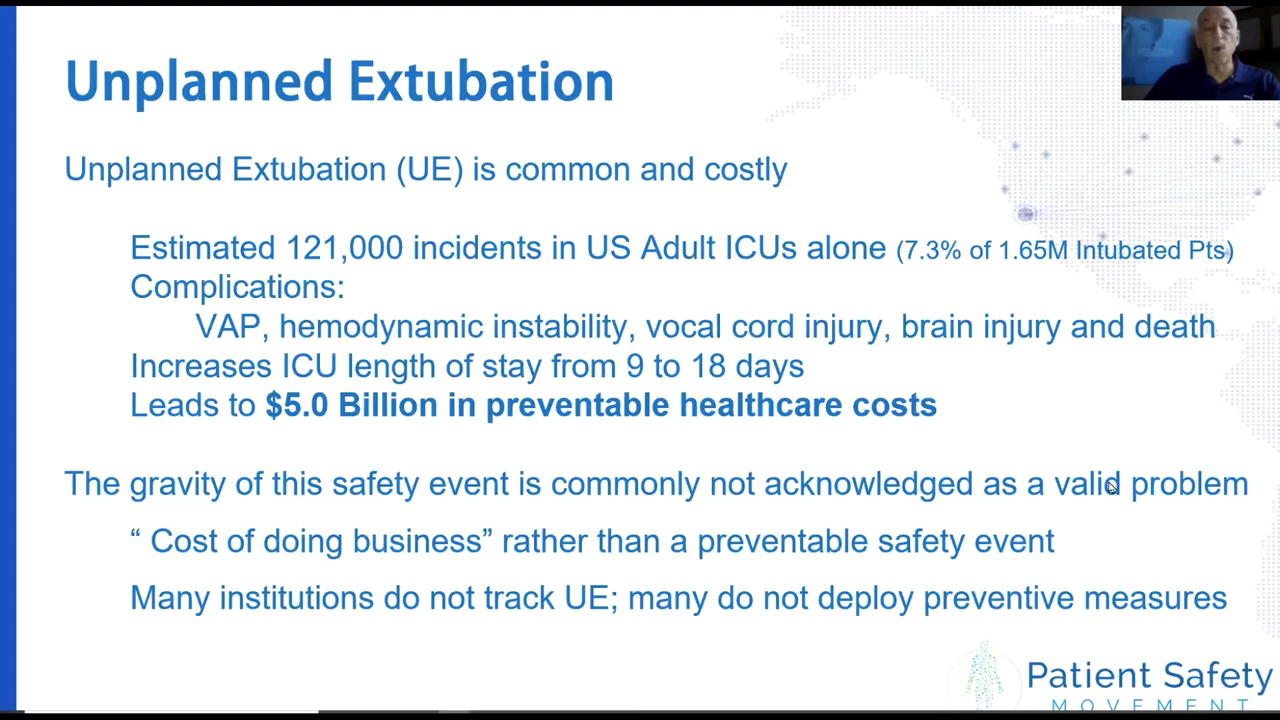 Unplanned Extubation
Unplanned Extubation (UE) is common and costly
Estimated 121,000 incidents in US Adult ICUs alone (7.3% of 1.65M Intubated Pts)
Complications:
VAP, hemodynamic instability, vocal cord injury, brain injury and death
Increases ICU length of stay from 9 to 18 days
Leads to $5.0 Billion in preventable healthcare costs
The gravity of this safety event is commonly not acknowledged as a valid problem
“ Cost of doing business” rather than a preventable safety event
Many institutions do not track UE; many do not deploy preventive measures
Patient Safety
MOVEMENT